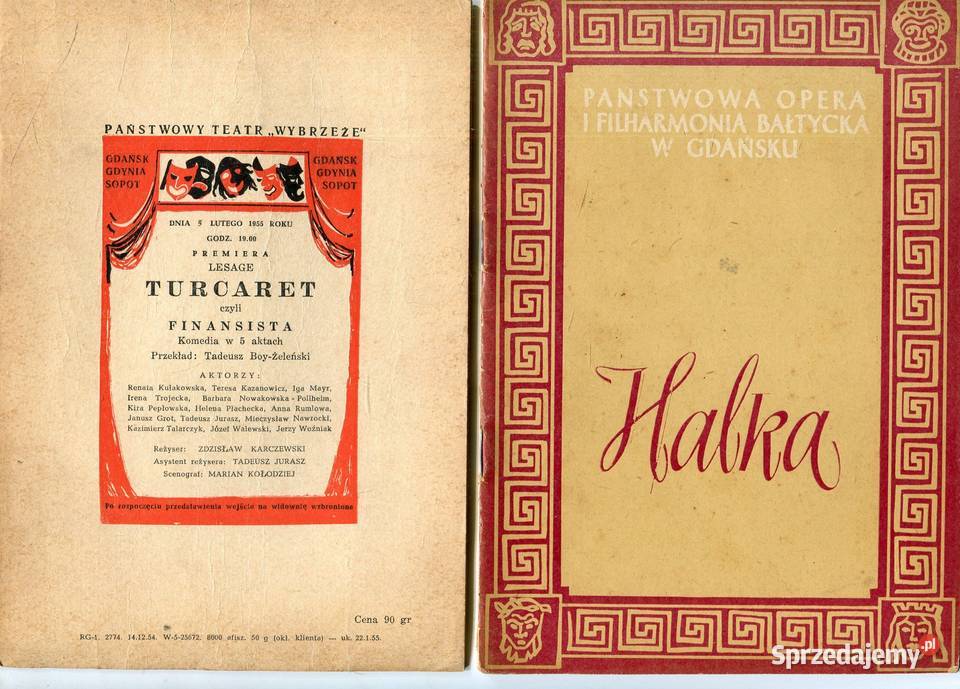 PAŃSTWOWY TEATR „WYBRZEŻE"
GDAŃSK
GDYNIA
SOPOT
GDAŃSK
GDYNIA
SOPOT
DNIA 5 LUTEGO 1955 ROKU
GODZ. 19.00
PREMIERA
LESAGE
TURCARET
czyli
FINANSISTA
Komedia w 5 aktach
Przekład: Tadeusz Boy-Żeleński
AKTORZY:
Renata Kułakowska, Teresa Kazanowicz, Iga Mayr,
Irena Trojecka, Barbara Nowakowska - Pollheim,
Kira Pepłowska, Helena Płachecka, Anna Rumlowa,
Janusz Grot, Tadeusz Jurasz, Mieczysław Nawrocki,
Kazimierz Talarczyk, Józef Walewski, Jerzy Woźniak
Reżyser: ZDZISŁAW KARCZEWSKI
Asystent reżysera: TADEUSZ JURASZ
Scenograf: MARIAN KOŁODZIEJ
Po rozpoczęciu przedstawienia wejście na widownię wzbronione
Cena 90 gr
RG-1. 2774. 14.12.54. W-5-25672. 8000 afisz. 50 g (okł. klienta) — uk. 22.1.55.
PAŃSTWOWA OPERA
I FILHARMONIA BAŁTYCKA
W GDAŃSKU
Halka
Sprzedajemy.pl